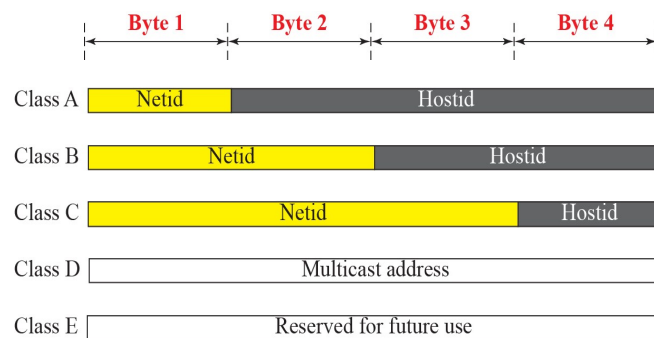 Byte 1 Byte 2 Byte 3 Byte 4
Class A Netid Hostid
Class B Netid Hostid
Class C Netid Hostid
Class D Multicast address
Class E Reserved for future use